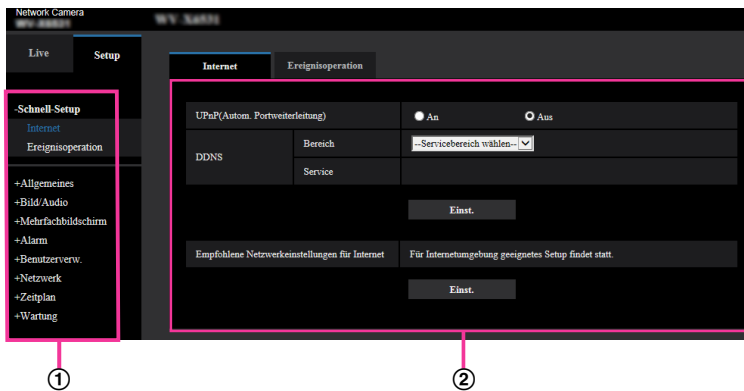 Network Camera
Live
Setup
Internet
Ereignisoperation
-Schnell-Setup
Internet
Ereignisoperation
+Allgemeines
+Bild/Audio
+Mehrfachbildschirm
+Alarm
+Benutzerverw.
+Netzwerk
+Zeitplan
+Wartung
UPnP(Autom. Portweiterleitung)
An
Aus
DDNS
Bereich
--Servicebereich wählen--
Service
Einst.
Empfohlene Netzwerkeinstellungen für Internet
Für Internetumgebung geeignetes Setup findet statt.
Einst.
①
②